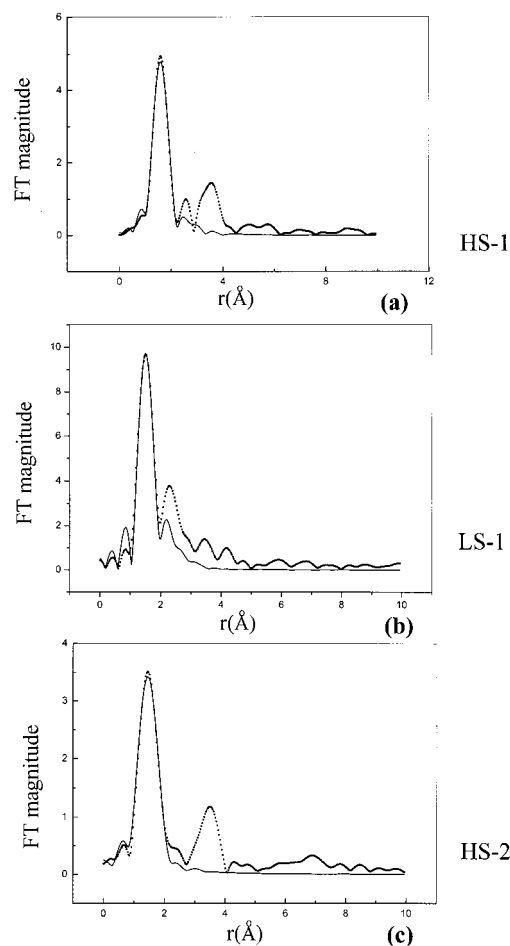 6
4
2
0
FT magnitude
0 4 8 12
r(Å)
(a)
HS-1
10
8
6
4
2
0
FT magnitude
0 2 4 6 8 10
r(Å)
(b)
LS-1
4
3
2
1
0
FT magnitude
0 2 4 6 8 10
r(Å)
(c)
HS-2